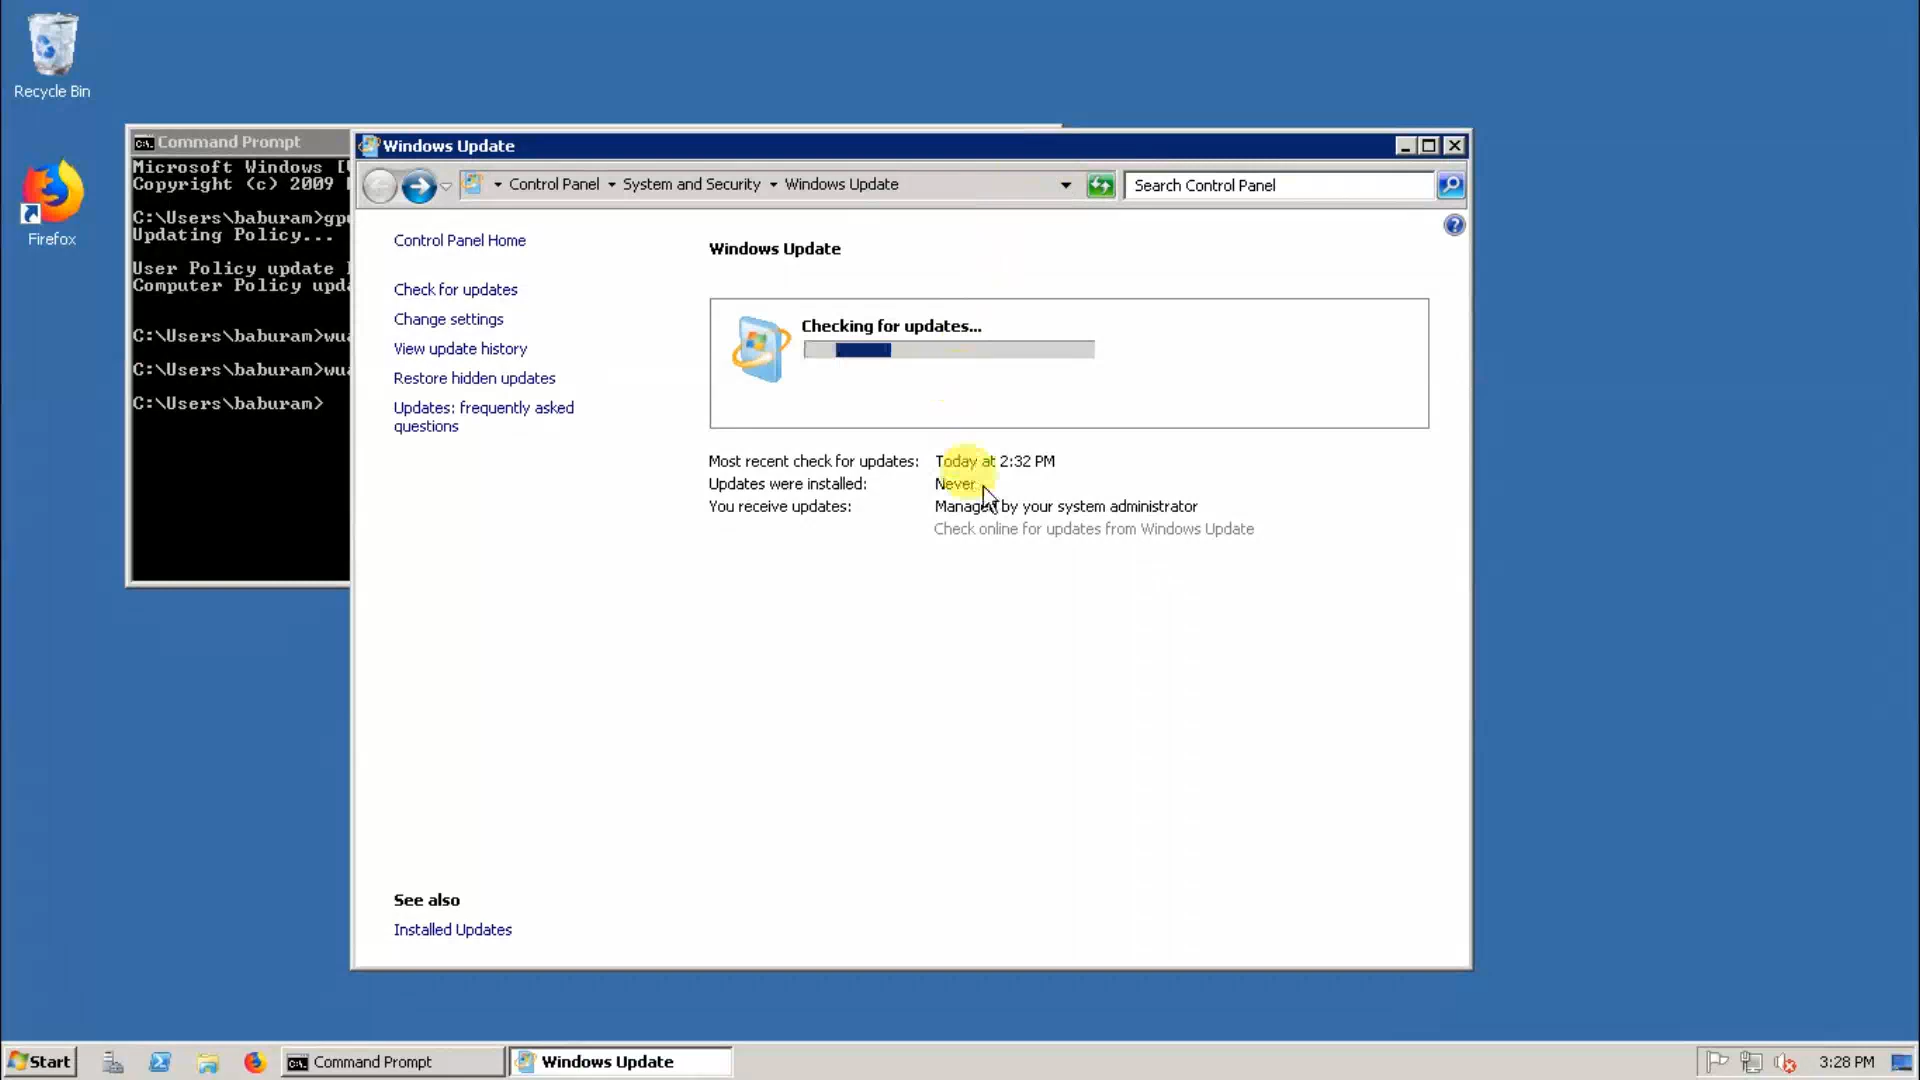 Recycle Bin
Firefox
Command Prompt
Microsoft Windows [
Copyright (c) 2009
C:\Users\baburam>gpu
Updating Policy...
User Policy update
Computer Policy upda
C:\Users\baburam>wua
C:\Users\baburam>wua
C:\Users\baburam>
Windows Update
Control Panel System and Security Windows Update
Search Control Panel
Control Panel Home
Check for updates
Change settings
View update history
Restore hidden updates
Updates: frequently asked
questions
Windows Update
Checking for updates...
Most recent check for updates: Today at 2:32 PM
Updates were installed: Never
You receive updates: Managed by your system administrator
Check online for updates from Windows Update
See also
Installed Updates
Start
Command Prompt
Windows Update
3:28 PM